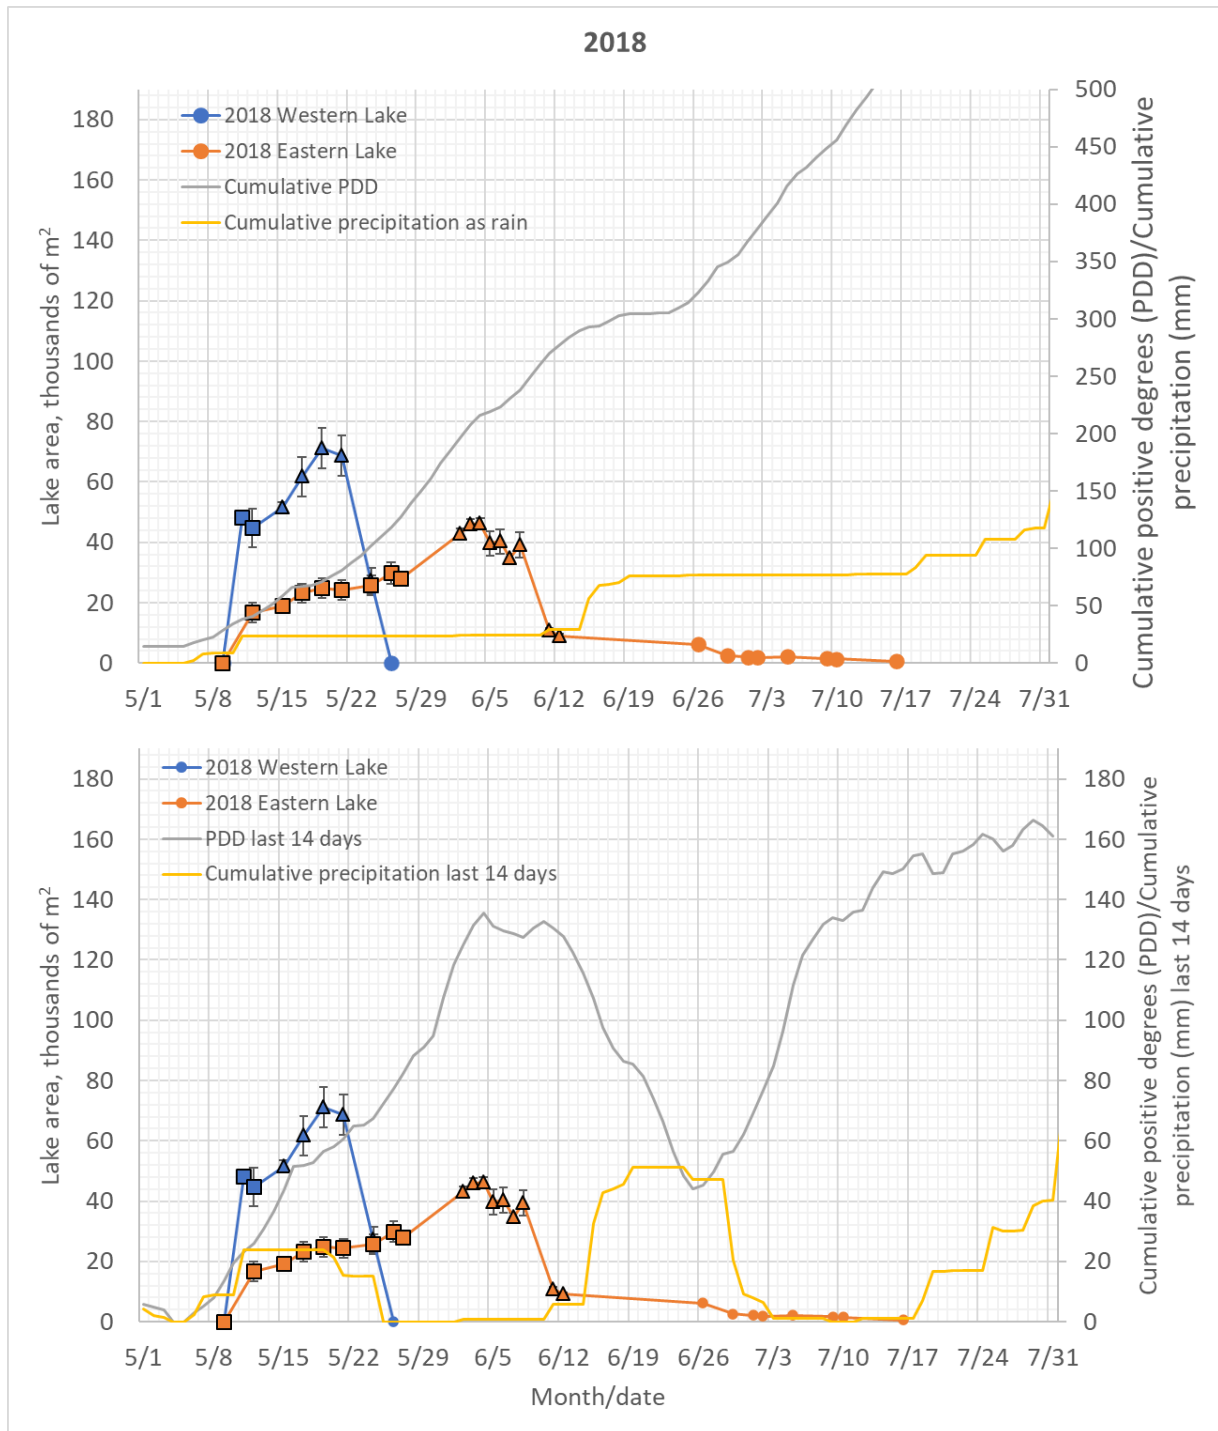 2018
2018 Western Lake
2018 Eastern Lake
Cumulative PDD
Cumulative precipitation as rain
Lake area, thousands of m²
180
160
140
120
100
80
60
40
20
0
500
450
400
350
300
250
200
150
100
50
0
Cumulative positive degrees (PDD)/Cumulative
precipitation (mm)
5/1 5/8 5/15 5/22 5/29 6/5 6/12 6/19 6/26 7/3 7/10 7/17 7/24 7/31
2018 Western Lake
2018 Eastern Lake
PDD last 14 days
Cumulative precipitation last 14 days
Lake area, thousands of m²
180
160
140
120
100
80
60
40
20
0
180
160
140
120
100
80
60
40
20
0
Cumulative positive degrees (PDD)/Cumulative
precipitation (mm) last 14 days
5/1 5/8 5/15 5/22 5/29 6/5 6/12 6/19 6/26 7/3 7/10 7/17 7/24 7/31
Month/date